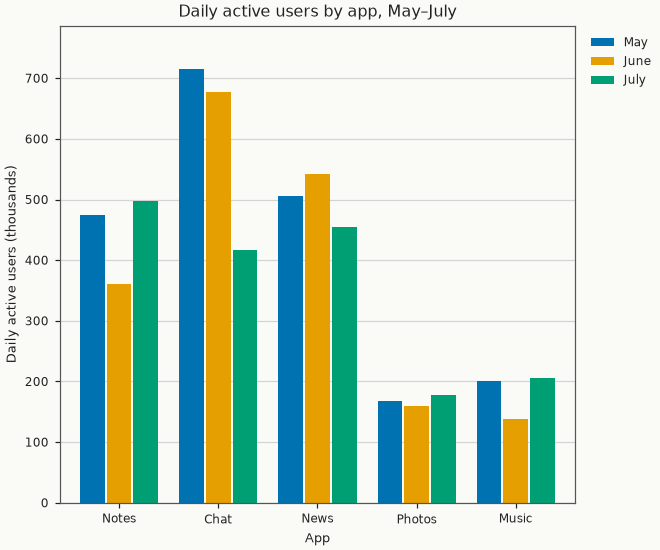 Daily active users by app, May–July
May
June
July
Daily active users (thousands)
700
600
500
400
300
200
100
0
Notes
Chat
News
Photos
Music
App